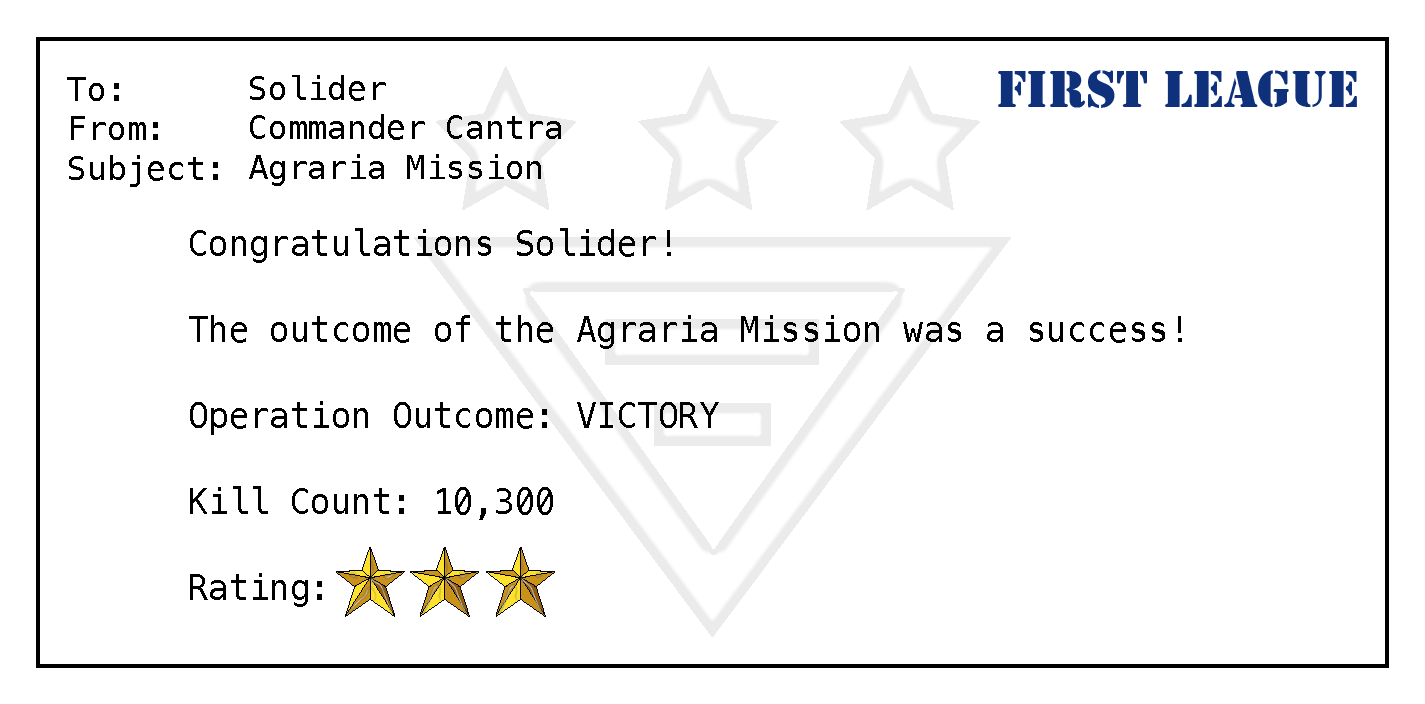 FIRST LEAGUE
To: Solider
From: Commander Cantra
Subject: Agraria Mission
Congratulations Solider!
The outcome of the Agraria Mission was a success!
Operation Outcome: VICTORY
Kill Count: 10,300
Rating: